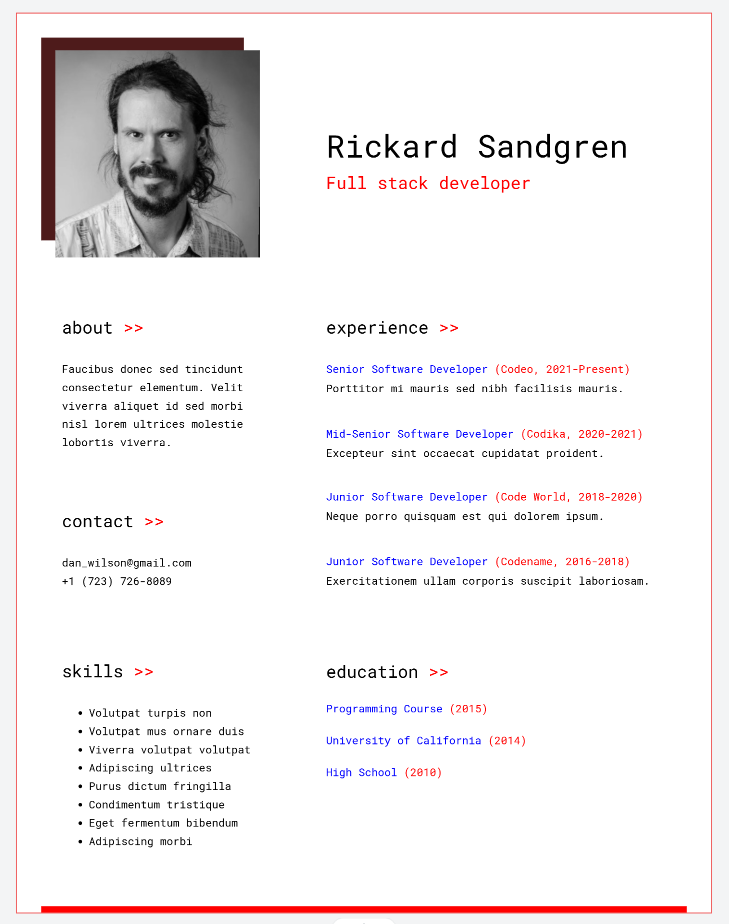 Rickard Sandgren
Full stack developer
about >>
Faucibus donec sed tincidunt
consectetur elementum. Velit
viverra aliquet id sed morbi
nisl lorem ultrices molestie
lobortis viverra.
contact >>
dan_wilson@gmail.com
+1 (723) 726-8089
skills >>
• Volutpat turpis non
• Volutpat mus ornare duis
• Viverra volutpat volutpat
• Adipiscing ultrices
• Purus dictum fringilla
• Condimentum tristique
• Eget fermentum bibendum
• Adipiscing morbi
experience >>
Senior Software Developer (Codeo, 2021-Present)
Porttitor mi mauris sed nibh facilisis mauris.
Mid-Senior Software Developer (Codika, 2020-2021)
Excepteur sint occaecat cupidatat proident.
Junior Software Developer (Code World, 2018-2020)
Neque porro quisquam est qui dolorem ipsum.
Junior Software Developer (Codename, 2016-2018)
Exercitationem ullam corporis suscipit laboriosam.
education >>
Programming Course (2015)
University of California (2014)
High School (2010)